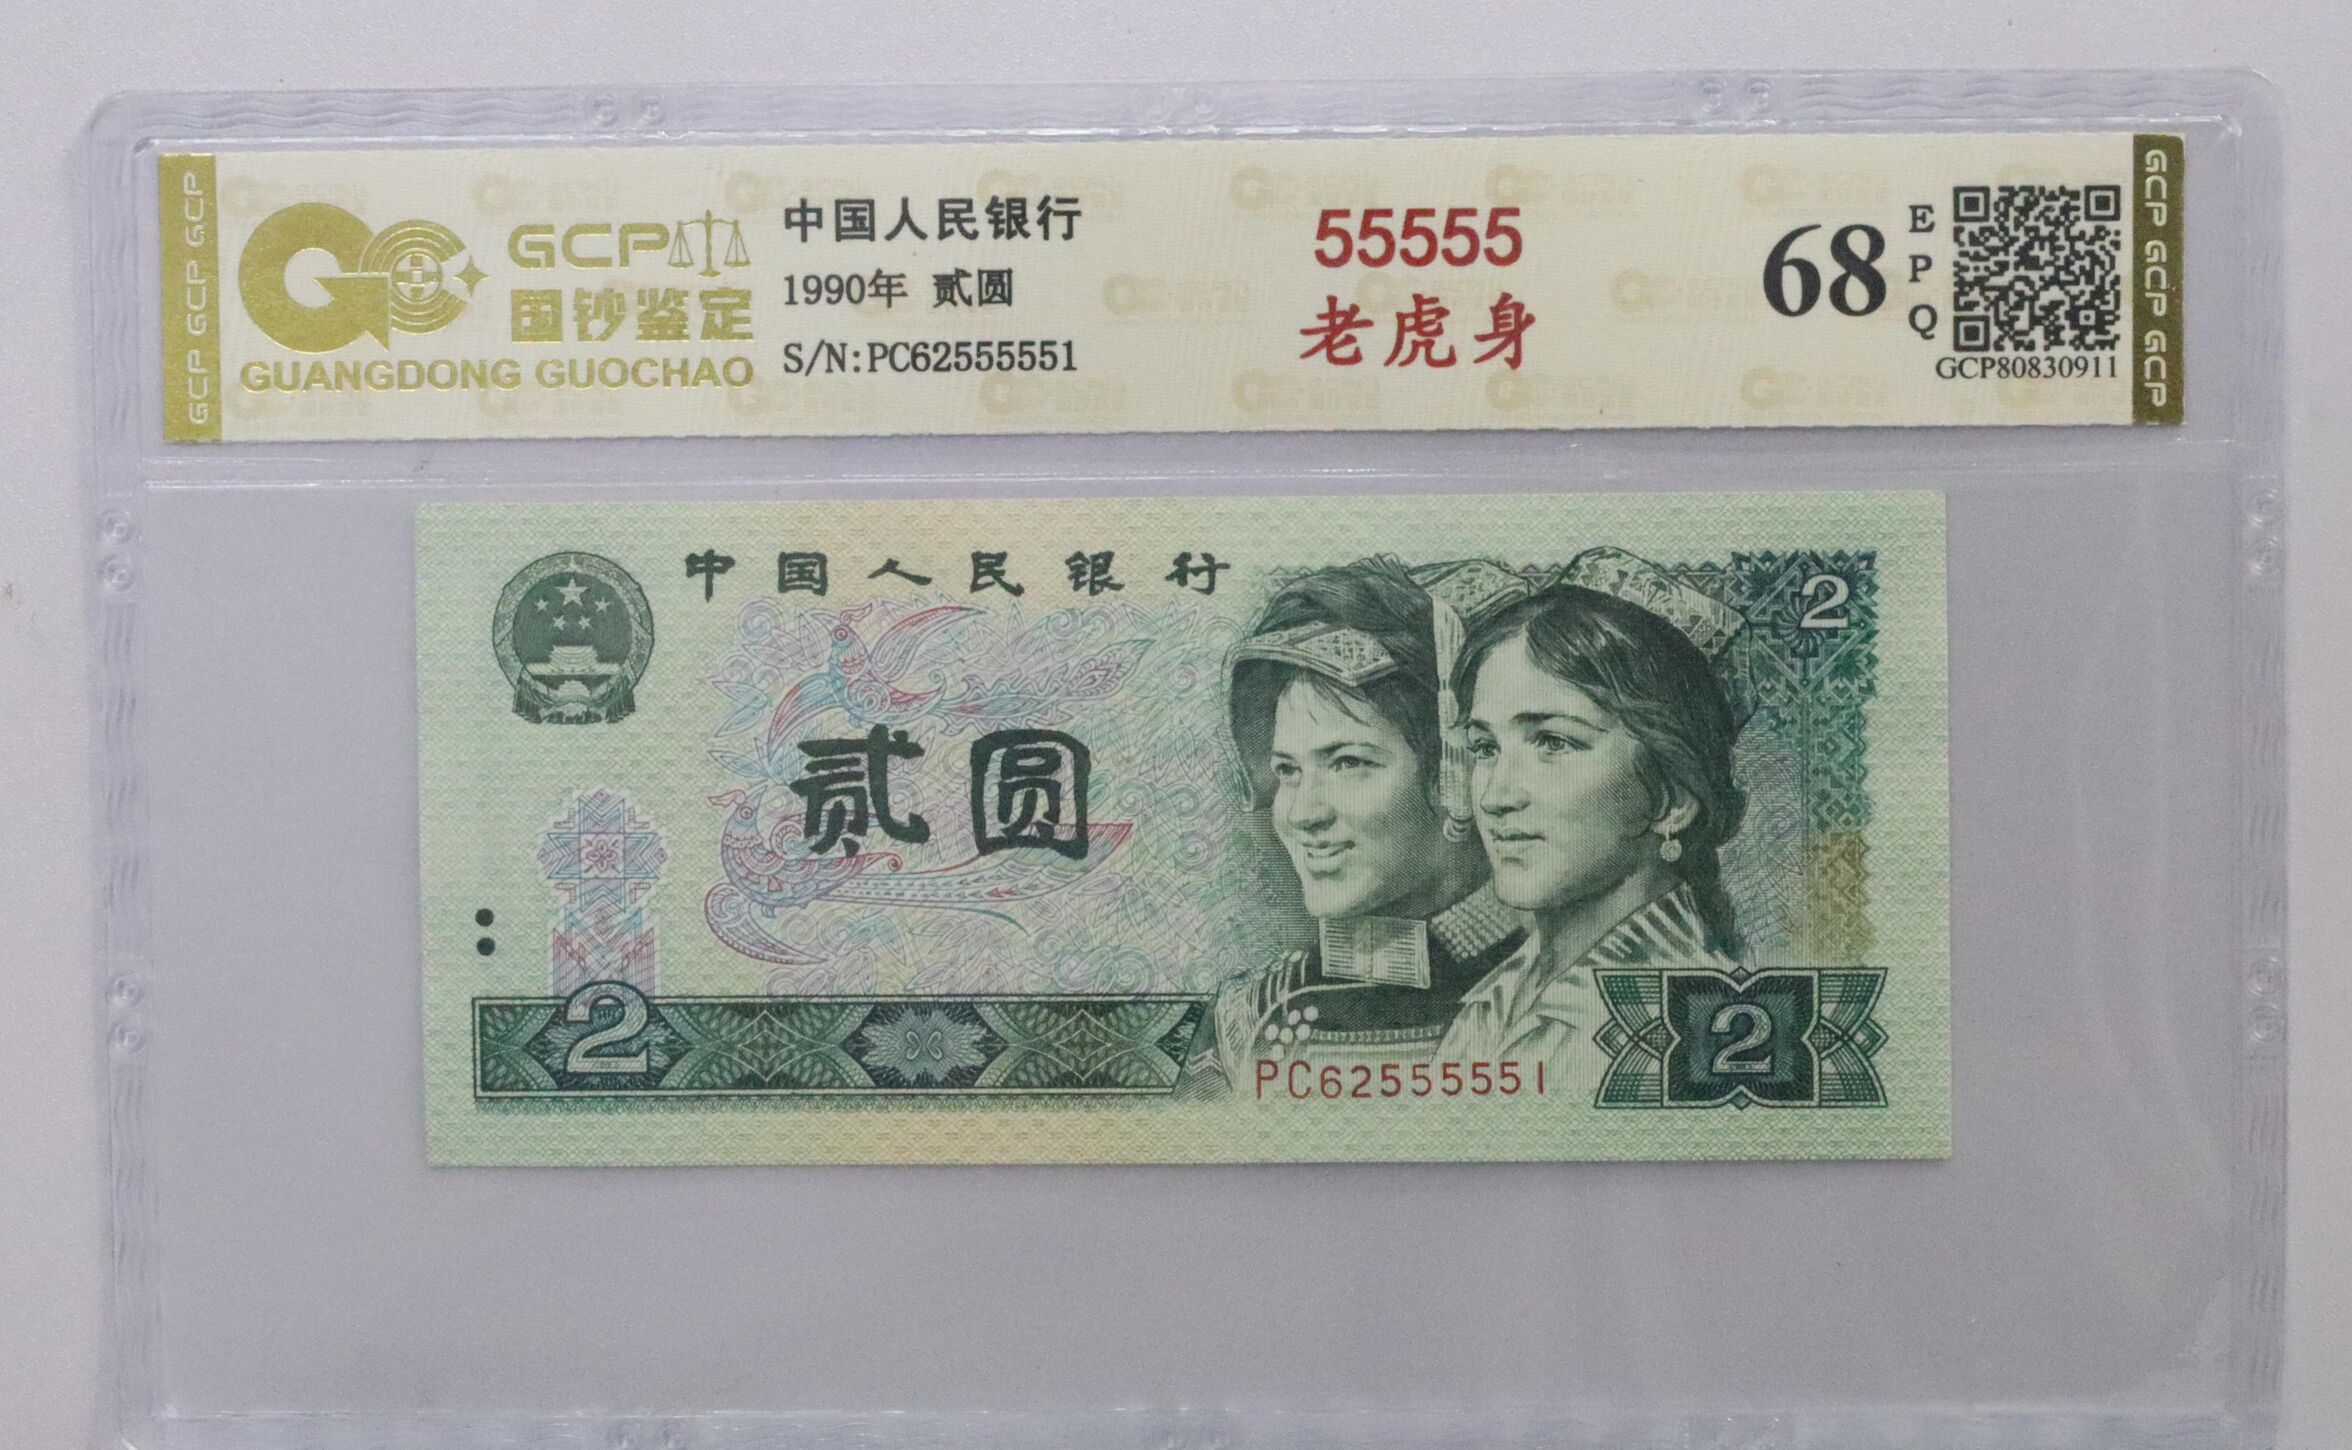 GCP GCP GCP
GCP
国钞鉴定
GUANGDONG GUOCHAO
中国人民银行
1990年 贰圆
S/N:PC62555551
55555
老虎身
68
EPQ
GCP80830911
GCP GCP GCP
中国人民银行
2
贰圆
2
2
PC62555551